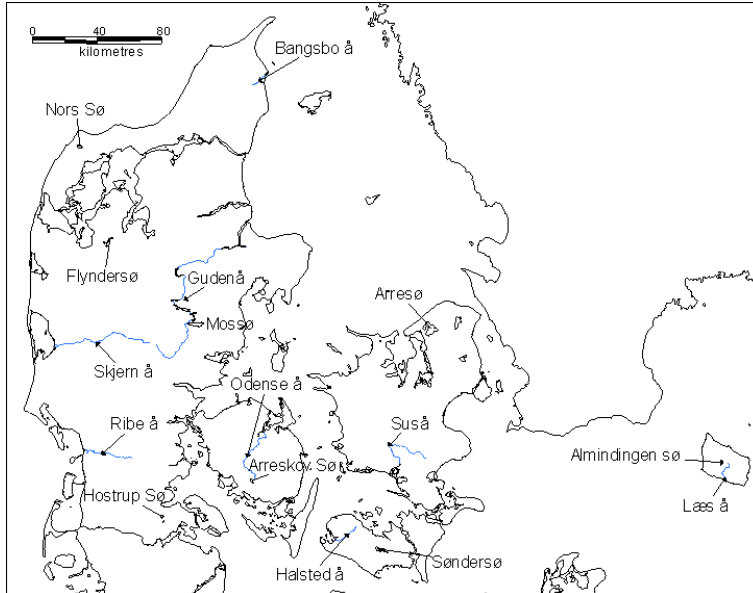 0 40 80
kilometres
Bangsbo å
Nors Sø
Flyndersø
Gudenå
Arresø
Mossø
Skjern å
Odense å
Ribe å
Suså
Arreskov Sø
Almindingen sø
Hostrup Sø
Læs å
Søndersø
Halsted å